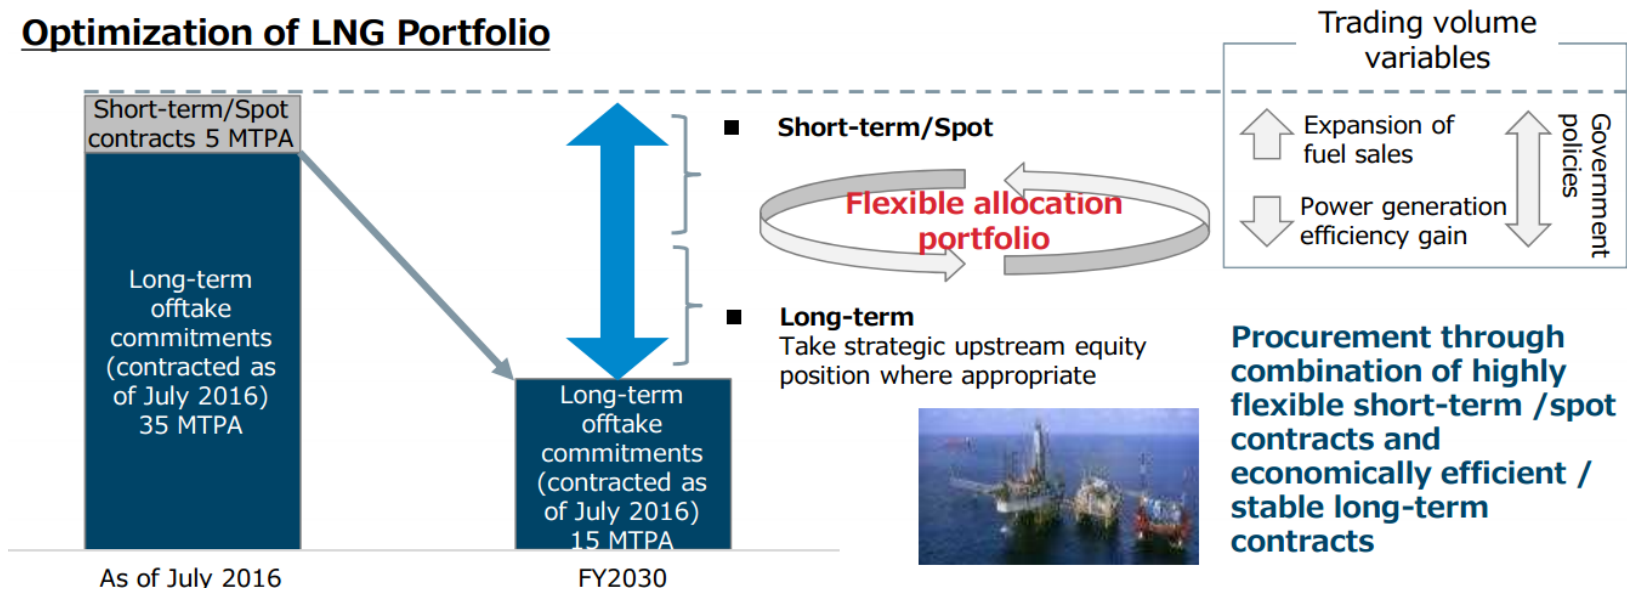 Optimization of LNG Portfolio
Short-term/Spot
contracts 5 MTPA
Long-term
offtake
commitments
(contracted as
of July 2016)
35 MTPA
As of July 2016
Long-term
offtake
commitments
(contracted as
of July 2016)
15 MTPA
FY2030
■ Short-term/Spot
Flexible allocation
portfolio
■ Long-term
Take strategic upstream equity
position where appropriate
Trading volume
variables
Expansion of
fuel sales
Power generation
efficiency gain
Government
policies
Procurement through
combination of highly
flexible short-term /spot
contracts and
economically efficient /
stable long-term
contracts